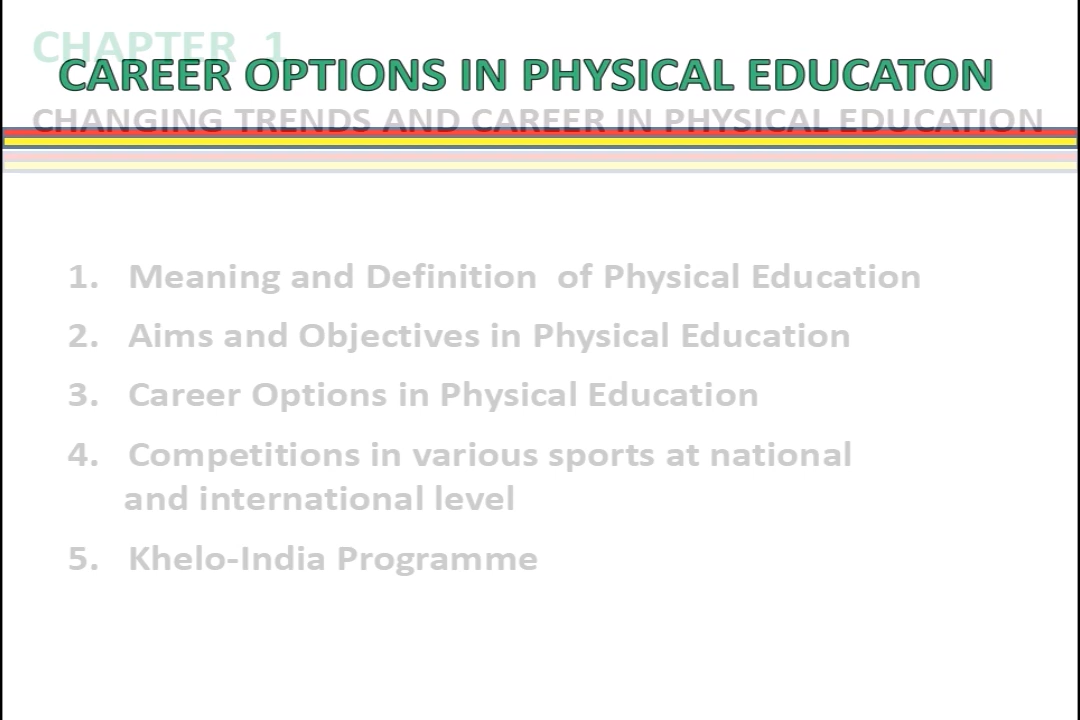 CHAPTER 1
CAREER OPTIONS IN PHYSICAL EDUCATON
CHANGING TRENDS AND CAREER IN PHYSICAL EDUCATION
1. Meaning and Definition of Physical Education
2. Aims and Objectives in Physical Education
3. Career Options in Physical Education
4. Competitions in various sports at national
and international level
5. Khelo-India Programme